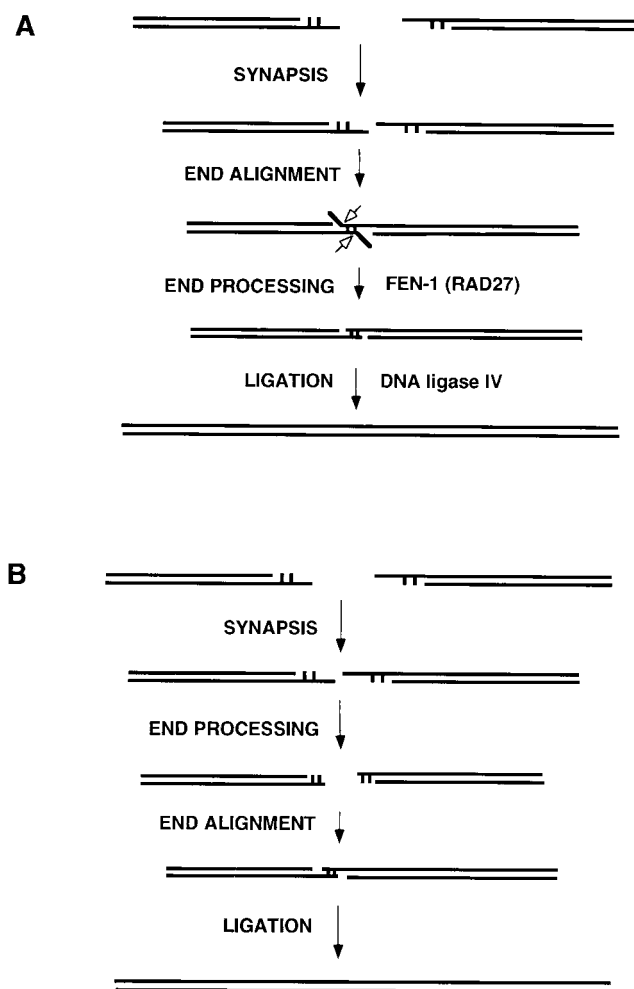 A
SYNAPSIS
END ALIGNMENT
END PROCESSING FEN-1 (RAD27)
LIGATION DNA ligase IV
B
SYNAPSIS
END PROCESSING
END ALIGNMENT
LIGATION